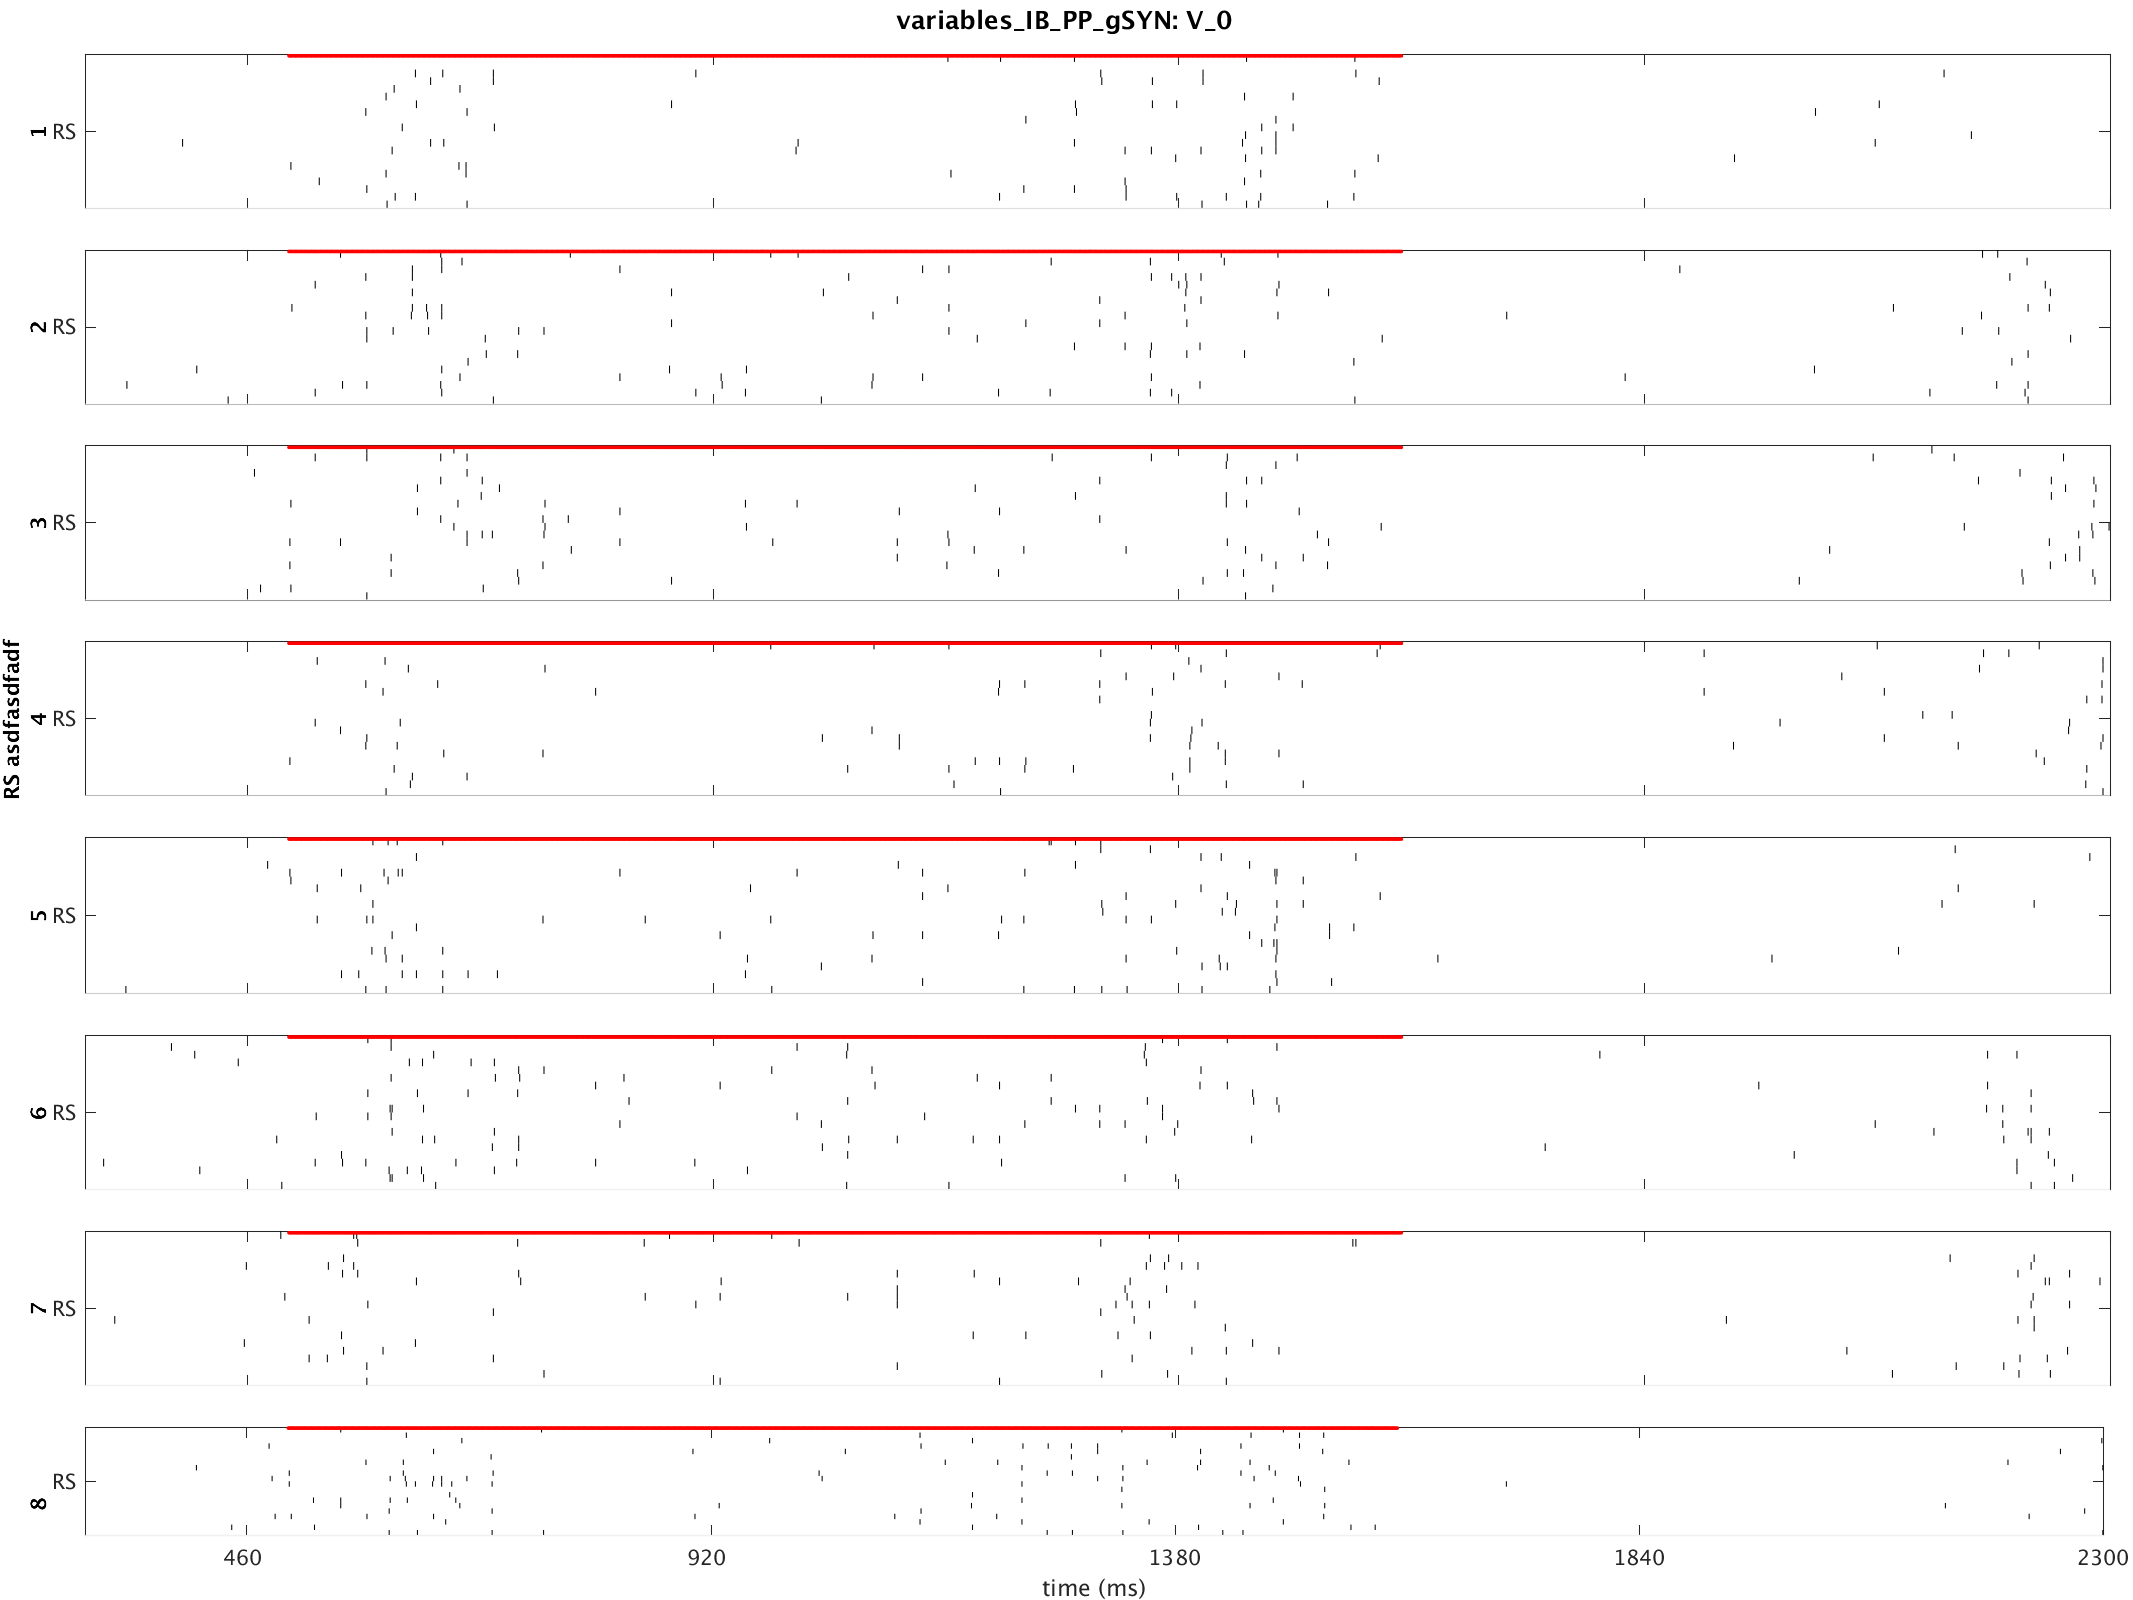 variables_IB_PP_gSYN: V_0
RS asdfasdfadf
1 RS
2 RS
3 RS
4 RS
5 RS
6 RS
7 RS
8 RS
460 920 1380 1840 2300
time (ms)